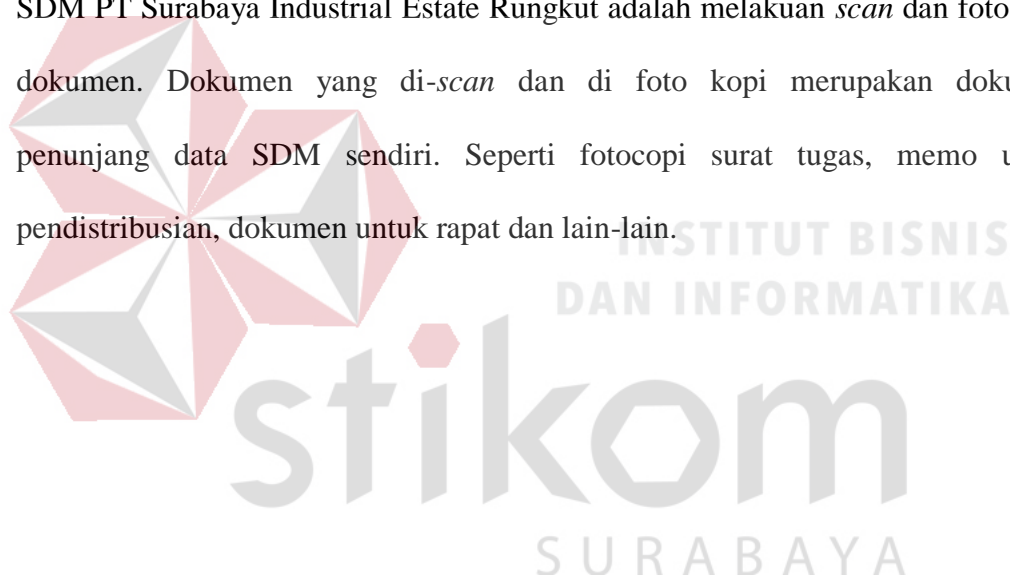 SDM PT Surabaya Industrial Estate Rungkut adalah melakuan scan dan foto
dokumen. Dokumen yang di-scan dan di foto kopi merupakan doku
penunjang data SDM sendiri. Seperti fotocopi surat tugas, memo u
pendistribusian, dokumen untuk rapat dan lain-lain.
INSTITUT BISNIS
DAN INFORMATIKA
stikom
SURABAYA